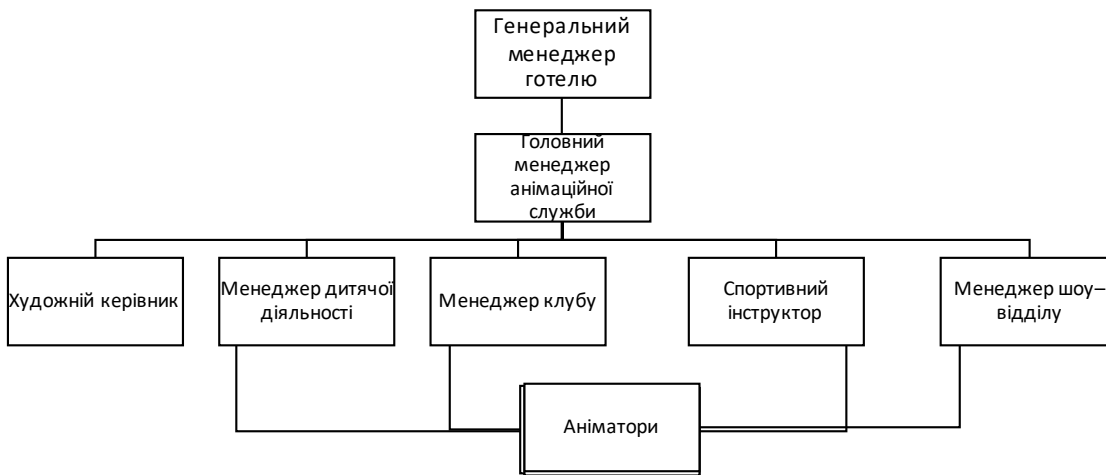 Генеральний
менеджер
готелю
Головний
менеджер
анімаційної
служби
Художній керівник
Менеджер дитячої
діяльності
Менеджер клубу
Спортивний
інструктор
Менеджер шоу–
відділу
Аніматори